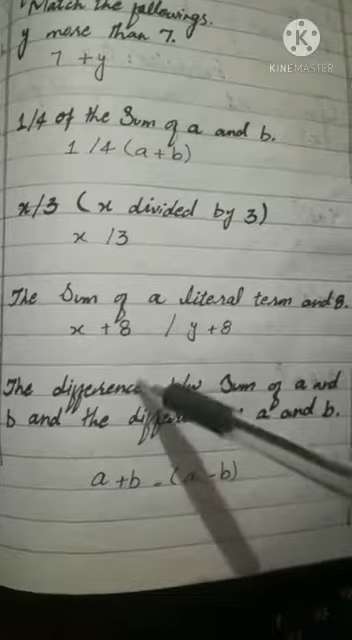 Match the followings.
y more than 7.
7 + y
KINEMASTER
1/4 of the Sum of a and b.
1 /4 (a + b)
x/3 (x divided by 3)
x /3
The Sum of a literal term and 8.
x + 8 / y + 8
The difference Sum of a and
b and the a and b.
a + b - (a - b)